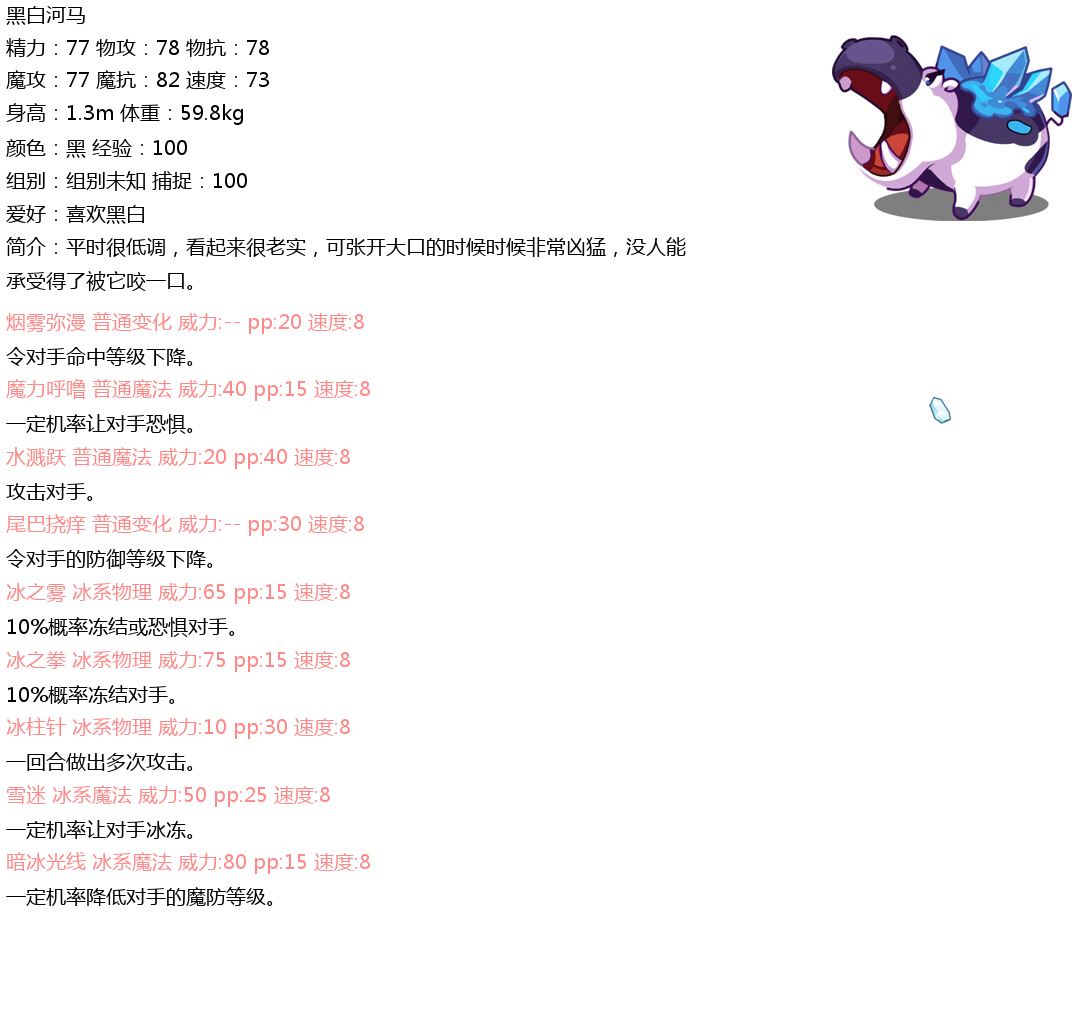 黑白河马
精力：77 物攻：78 物抗：78
魔攻：77 魔抗：82 速度：73
身高：1.3m 体重：59.8kg
颜色：黑 经验：100
组别：组别未知 捕捉：100
爱好：喜欢黑白
简介：平时很低调，看起来很老实，可张开大口的时候时候非常凶猛，没人能
承受得了被它咬一口。
烟雾弥漫 普通变化 威力:-- pp:20 速度:8
令对手命中等级下降。
魔力呼噜 普通魔法 威力:40 pp:15 速度:8
一定机率让对手恐惧。
水溅跃 普通魔法 威力:20 pp:40 速度:8
攻击对手。
尾巴挠痒 普通变化 威力:-- pp:30 速度:8
令对手的防御等级下降。
冰之雾 冰系物理 威力:65 pp:15 速度:8
10%概率冻结或恐惧对手。
冰之拳 冰系物理 威力:75 pp:15 速度:8
10%概率冻结对手。
冰柱针 冰系物理 威力:10 pp:30 速度:8
一回合做出多次攻击。
雪迷 冰系魔法 威力:50 pp:25 速度:8
一定机率让对手冰冻。
暗冰光线 冰系魔法 威力:80 pp:15 速度:8
一定机率降低对手的魔防等级。